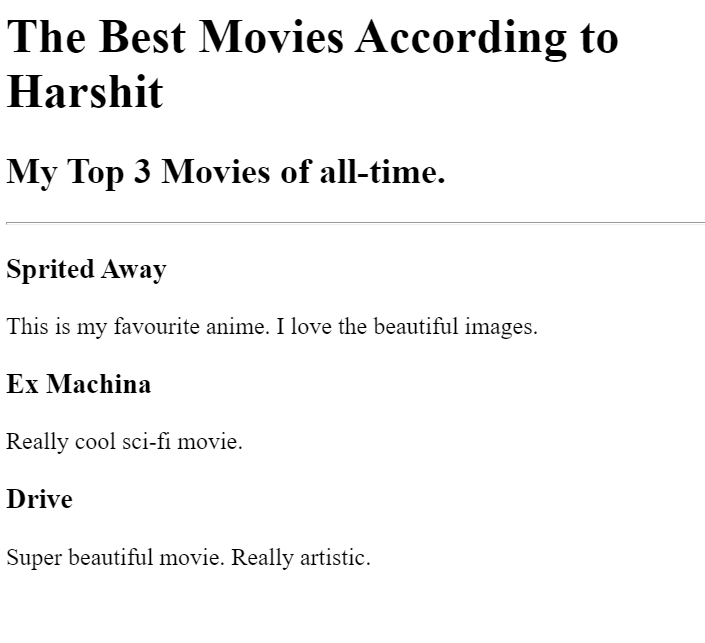 The Best Movies According to
Harshit
My Top 3 Movies of all-time.
Sprited Away
This is my favourite anime. I love the beautiful images.
Ex Machina
Really cool sci-fi movie.
Drive
Super beautiful movie. Really artistic.